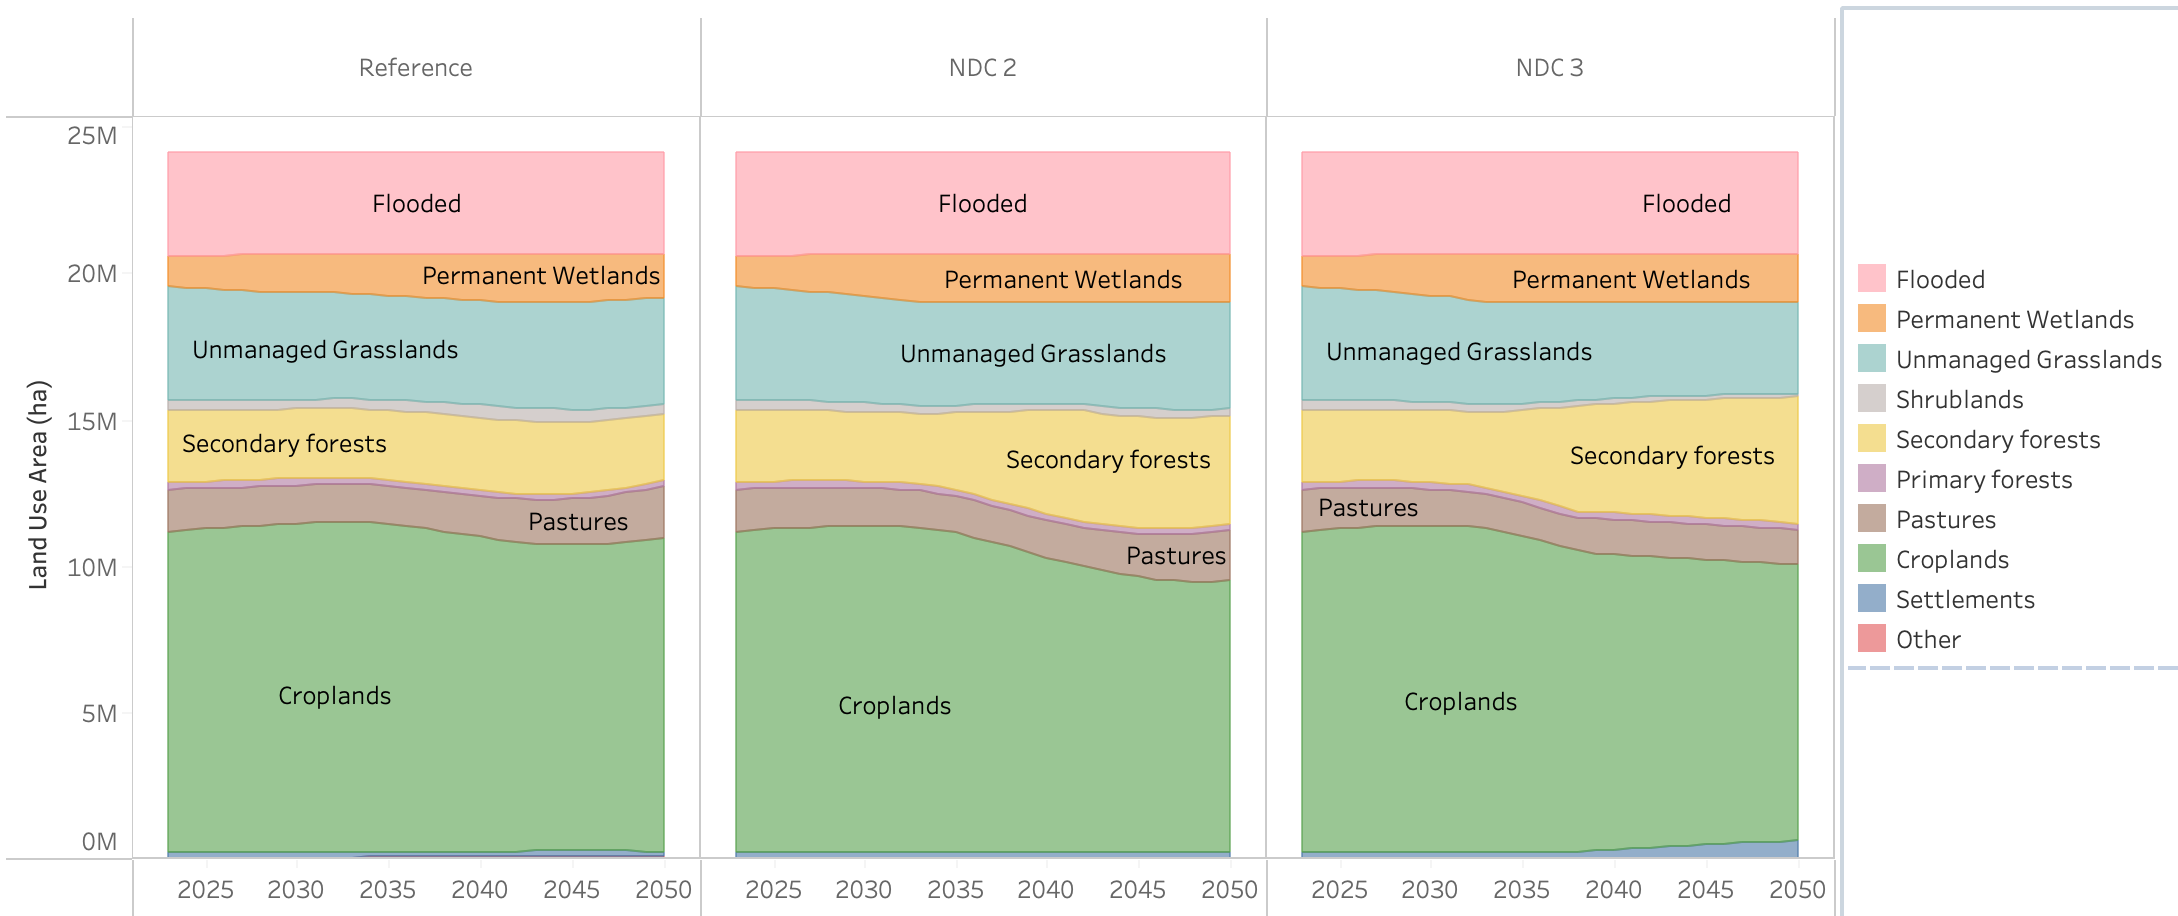 Reference
NDC 2
NDC 3
Land Use Area (ha)
25M
20M
15M
10M
5M
0M
Flooded
Permanent Wetlands
Unmanaged Grasslands
Secondary forests
Pastures
Croplands
2025 2030 2035 2040 2045 2050
Flooded
Permanent Wetlands
Unmanaged Grasslands
Secondary forests
Pastures
Croplands
2025 2030 2035 2040 2045 2050
Flooded
Permanent Wetlands
Unmanaged Grasslands
Secondary forests
Pastures
Croplands
2025 2030 2035 2040 2045 2050
Flooded
Permanent Wetlands
Unmanaged Grasslands
Shrublands
Secondary forests
Primary forests
Pastures
Croplands
Settlements
Other